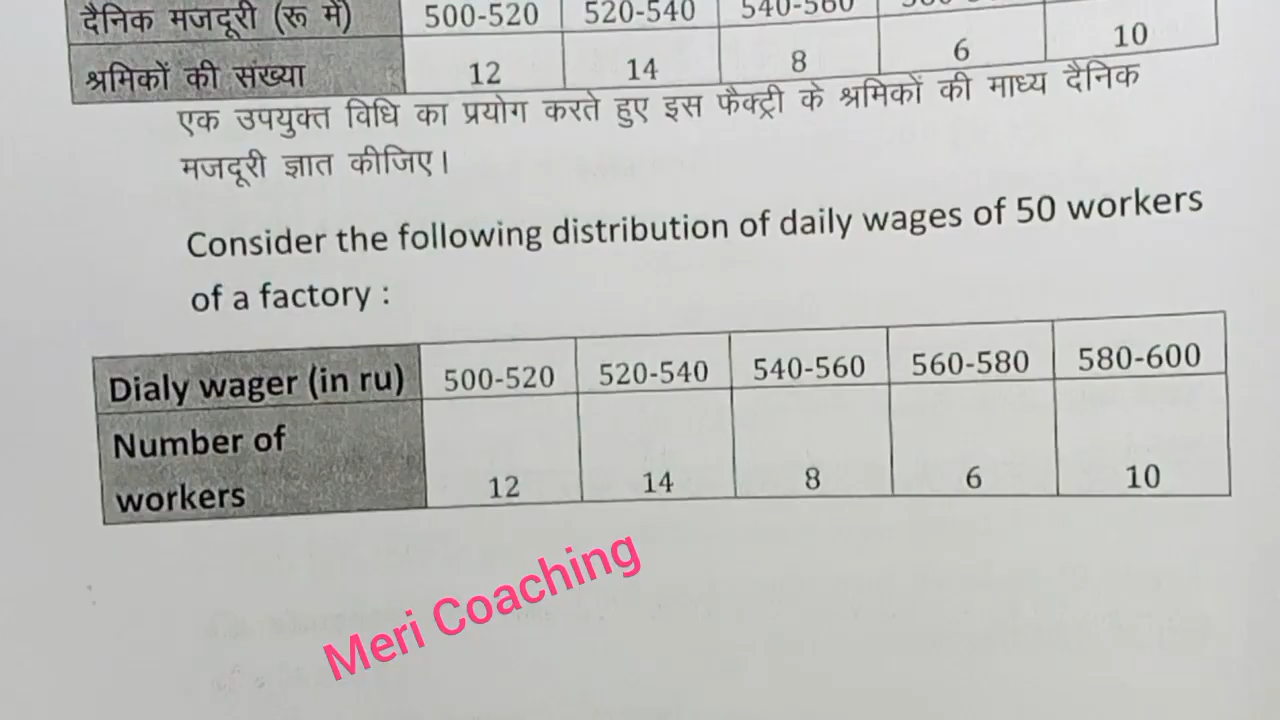 दैनिक मजदूरी (रू में) 500-520 520-540 540-560
श्रमिकों की संख्या 12 14 8 6 10
एक उपयुक्त विधि का प्रयोग करते हुए इस फैक्ट्री के श्रमिकों की माध्य दैनिक
मजदूरी ज्ञात कीजिए।
Consider the following distribution of daily wages of 50 workers
of a factory :
Dialy wager (in ru) 500-520 520-540 540-560 560-580 580-600
Number of
workers 12 14 8 6 10
Meri Coaching